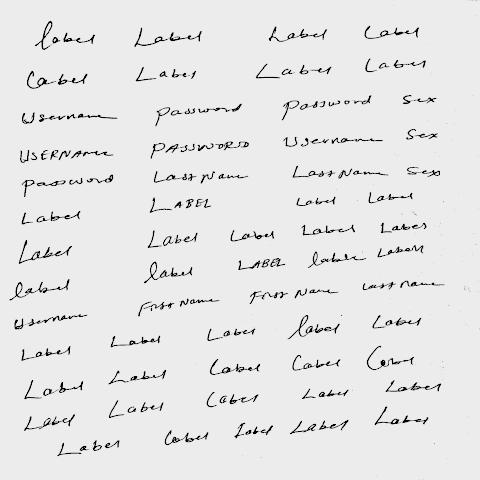 label Label Label Label
Label Label Label Label
Username password password Sex
USERNAME PASSWORD Username Sex
password Last Name Last Name Sex
Label LABEL Label Label
Label Label Label Label Label
label label LABEL label Label
Username First Name First Name Last name
Label Label Label label Label
Label Label Label Label Label
Label Label Label Label Label
Label Label Label Label Label